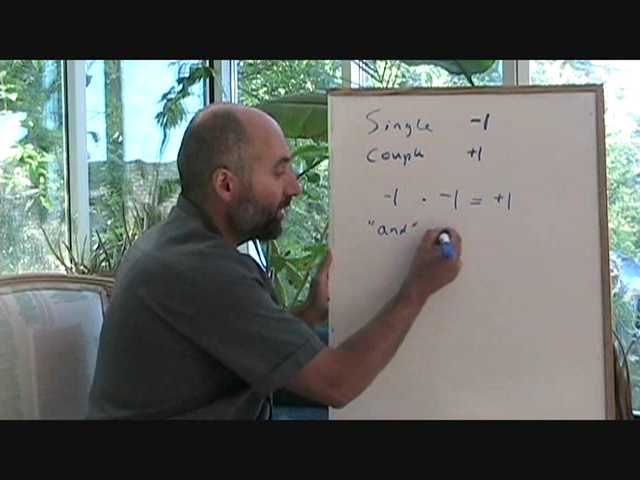 Single -1
Couple +1
-1 . -1 = +1
"and"